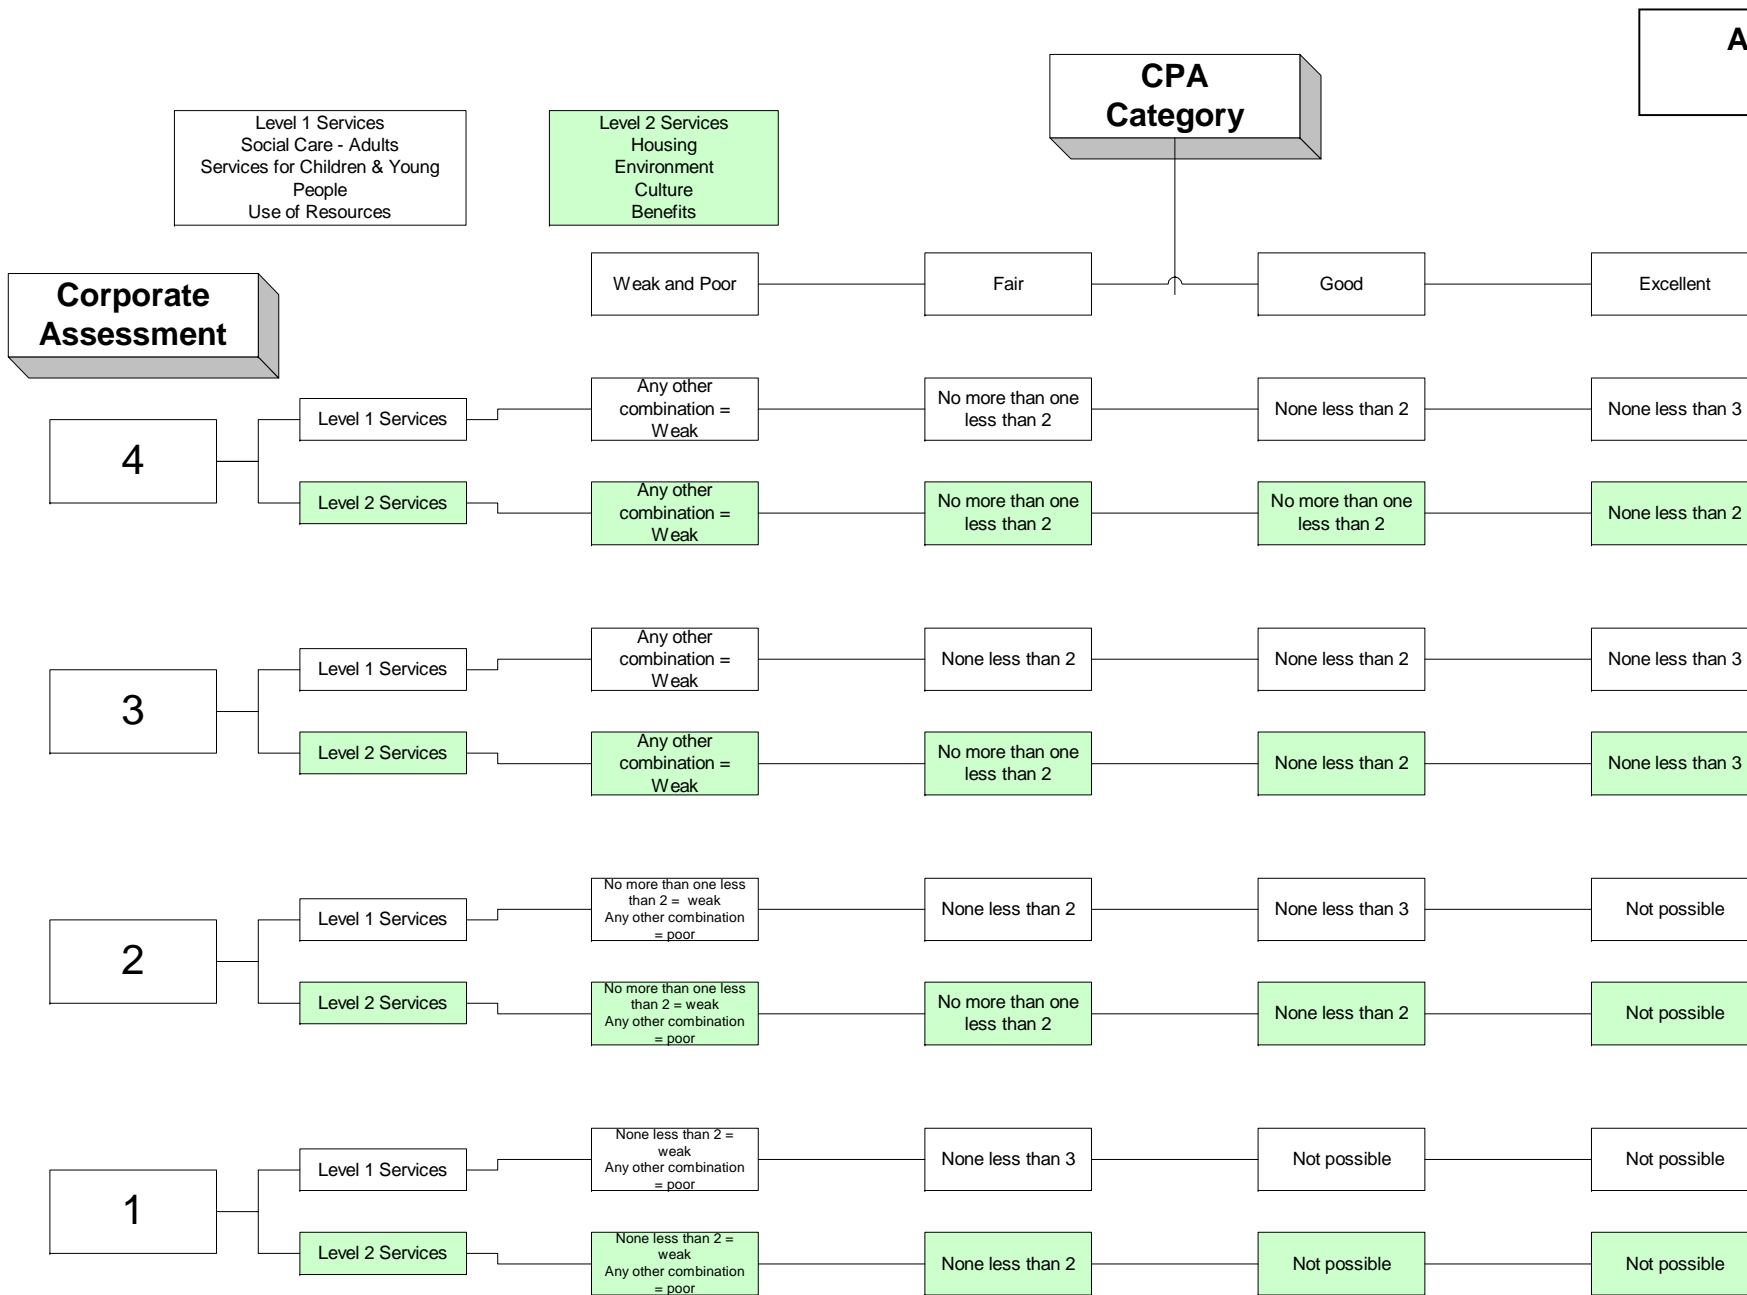 A
CPA
Category
Level 1 Services
Social Care - Adults
Services for Children & Young
People
Use of Resources
Level 2 Services
Housing
Environment
Culture
Benefits
Weak and Poor
Fair
Good
Excellent
Corporate
Assessment
4
Level 1 Services
Any other
combination =
Weak
No more than one
less than 2
None less than 2
None less than 3
Level 2 Services
Any other
combination =
Weak
No more than one
less than 2
No more than one
less than 2
None less than 2
3
Level 1 Services
Any other
combination =
Weak
None less than 2
None less than 2
None less than 3
Level 2 Services
Any other
combination =
Weak
No more than one
less than 2
None less than 2
None less than 3
2
Level 1 Services
No more than one less
than 2 = weak
Any other combination
= poor
None less than 2
None less than 3
Not possible
Level 2 Services
No more than one less
than 2 = weak
Any other combination
= poor
No more than one
less than 2
None less than 2
Not possible
1
Level 1 Services
None less than 2 =
weak
Any other combination
= poor
None less than 3
Not possible
Not possible
Level 2 Services
None less than 2 =
weak
Any other combination
= poor
None less than 2
Not possible
Not possible